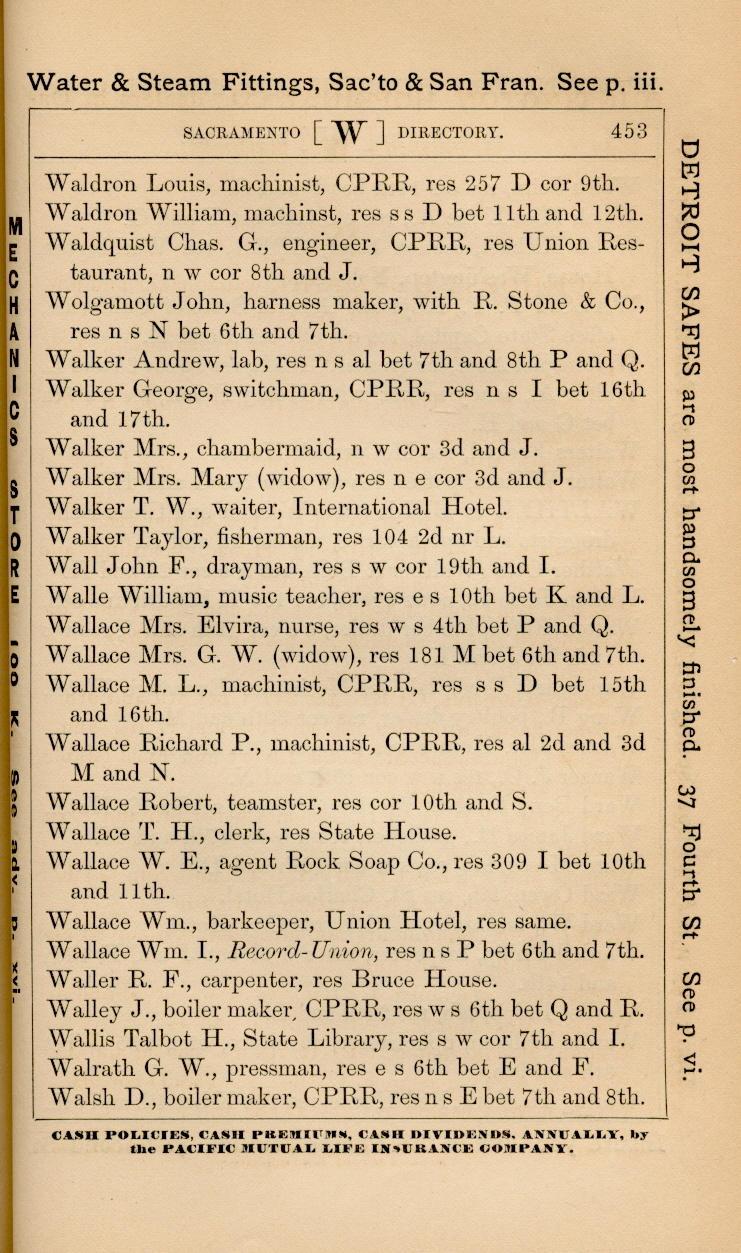 Water & Steam Fittings, Sac'to & San Fran. See p. iii.
SACRAMENTO [ W ] DIRECTORY. 453
Waldron Louis, machinist, CPRR, res 257 D cor 9th.
Waldron William, machinst, res s s D bet 11th and 12th.
Waldquist Chas. G., engineer, CPRR, res Union Res-
taurant, n w cor 8th and J.
Wolgamott John, harness maker, with R. Stone & Co.,
res n s N bet 6th and 7th.
Walker Andrew, lab, res n s al bet 7th and 8th P and Q.
Walker George, switchman, CPRR, res n s I bet 16th
and 17th.
Walker Mrs., chambermaid, n w cor 3d and J.
Walker Mrs. Mary (widow), res n e cor 3d and J.
Walker T. W., waiter, International Hotel.
Walker Taylor, fisherman, res 104 2d nr L.
Wall John F., drayman, res s w cor 19th and I.
Walle William, music teacher, res e s 10th bet K and L.
Wallace Mrs. Elvira, nurse, res w s 4th bet P and Q.
Wallace Mrs. G. W. (widow), res 181 M bet 6th and 7th.
Wallace M. L., machinist, CPRR, res s s D bet 15th
and 16th.
Wallace Richard P., machinist, CPRR, res al 2d and 3d
M and N.
Wallace Robert, teamster, res cor 10th and S.
Wallace T. H., clerk, res State House.
Wallace W. E., agent Rock Soap Co., res 309 I bet 10th
and 11th.
Wallace Wm., barkeeper, Union Hotel, res same.
Wallace Wm. I., Record-Union, res n s P bet 6th and 7th.
Waller R. F., carpenter, res Bruce House.
Walley J., boiler maker, CPRR, res w s 6th bet Q and R.
Wallis Talbot H., State Library, res s w cor 7th and I.
Walrath G. W., pressman, res e s 6th bet E and F.
Walsh D., boiler maker, CPRR, res n s E bet 7th and 8th.
CASH POLICIES, CASH PREMIUMS, CASH DIVIDENDS, ANNUALLY, by
the PACIFIC MUTUAL LIFE INSURANCE COMPANY.
MECHANICS STORE 100 K. See adv. p. xvi.
DETROIT SAFES are most handsomely finished. 37 Fourth St. See p. vi.